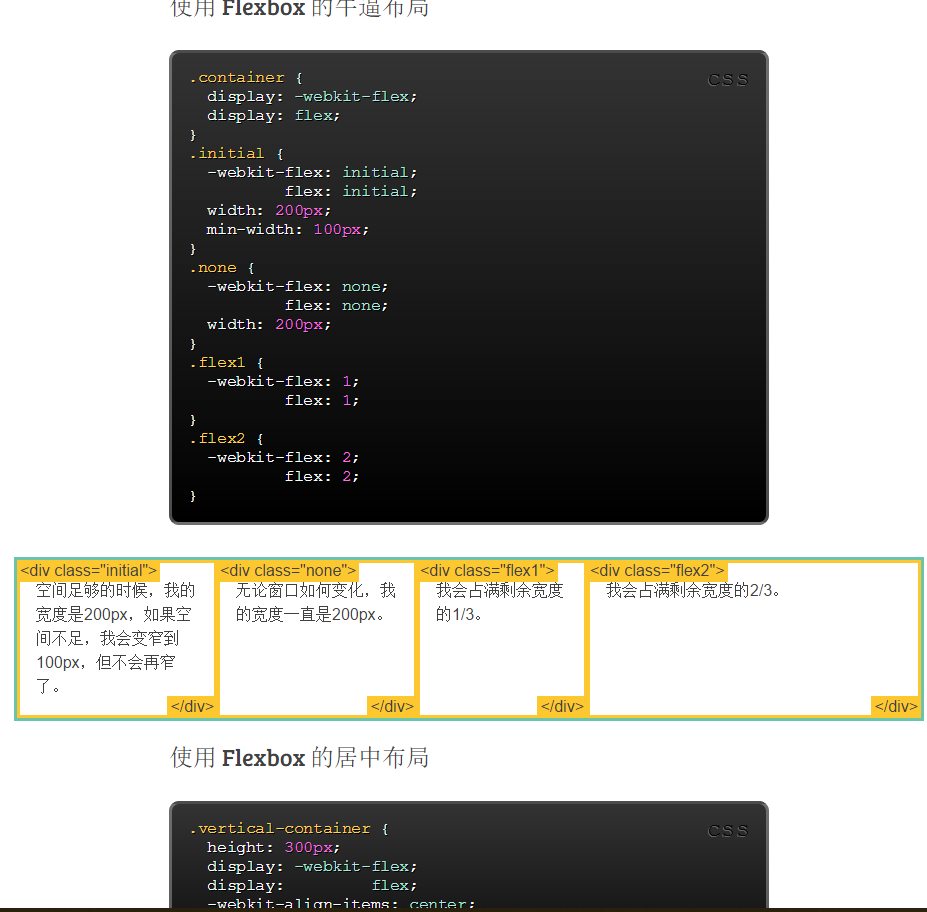 使用 Flexbox 的牛逼布局
CSS
.container {
display: -webkit-flex;
display: flex;
}
.initial {
-webkit-flex: initial;
flex: initial;
width: 200px;
min-width: 100px;
}
.none {
-webkit-flex: none;
flex: none;
width: 200px;
}
.flex1 {
-webkit-flex: 1;
flex: 1;
}
.flex2 {
-webkit-flex: 2;
flex: 2;
}
<div class="initial">
空间足够的时候，我的
宽度是200px，如果空
间不足，我会变窄到
100px，但不会再窄
了。
</div>
<div class="none">
无论窗口如何变化，我
的宽度一直是200px。
</div>
<div class="flex1">
我会占满剩余宽度
的1/3。
</div>
<div class="flex2">
我会占满剩余宽度的2/3。
</div>
使用 Flexbox 的居中布局
CSS
.vertical-container {
height: 300px;
display: -webkit-flex;
display: flex;
-webkit-align-items: center;